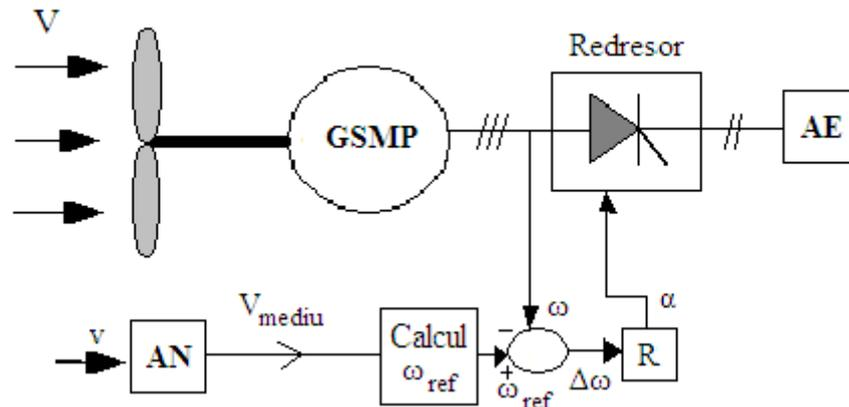 V
Redresor
GSMP
AE
V mediu
ω
α
v
AN
Calcul
ω ref
-
+
ω ref
Δω
R